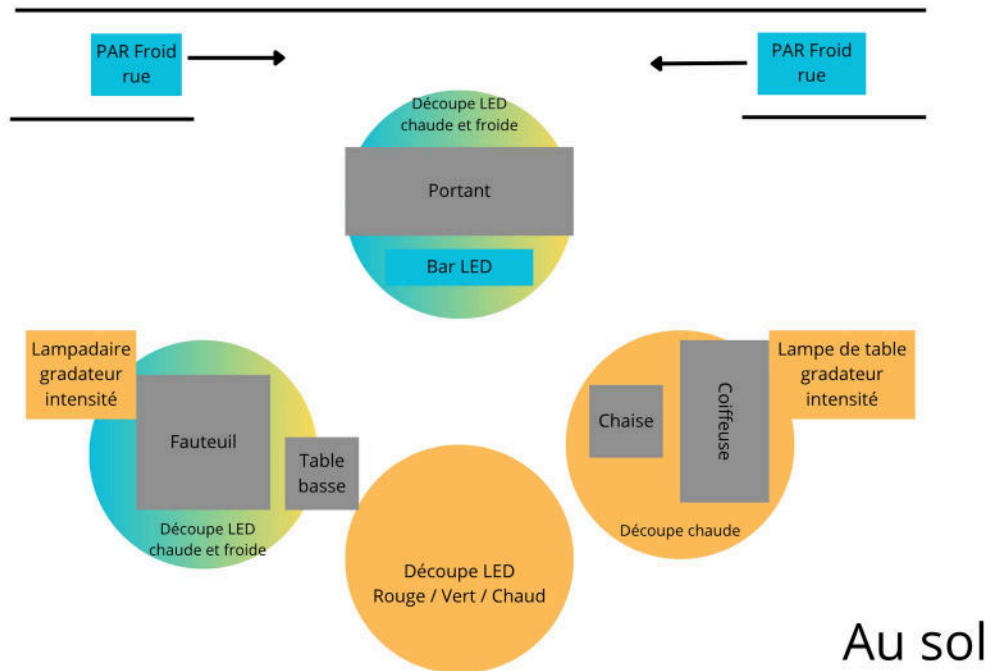 PAR Froid
rue
PAR Froid
rue
Découpe LED
chaude et froide
Portant
Bar LED
Lampadaire
gradateur
intensité
Fauteuil
Table
basse
Découpe LED
chaude et froide
Découpe LED
Rouge / Vert / Chaud
Chaise
Coiffeuse
Lampe de table
gradateur
intensité
Découpe chaude
Au sol